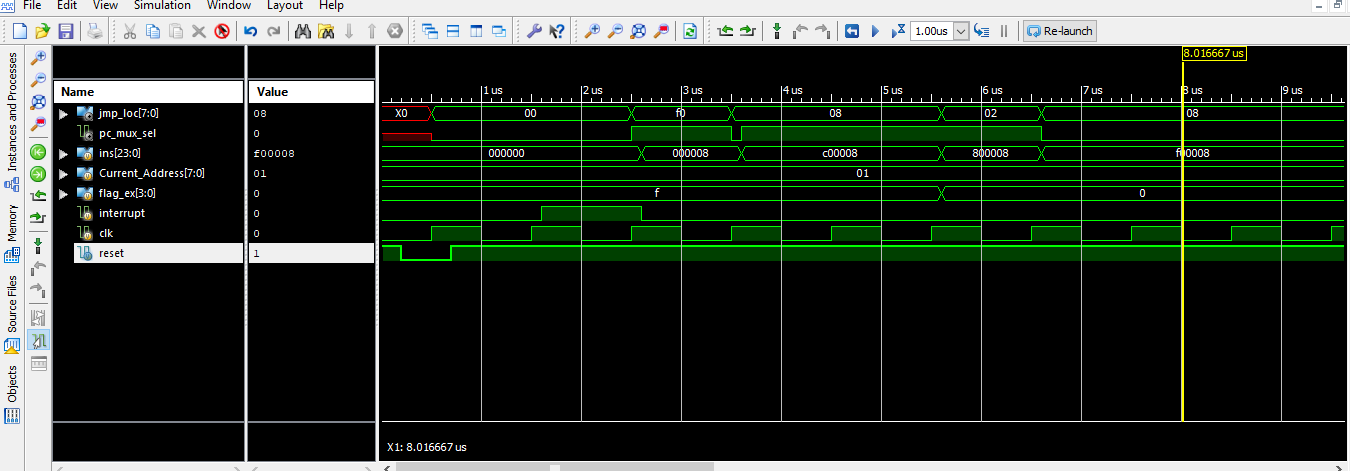 File Edit View Simulation Window Layout Help
1.00us Re-launch
Instances and Processes
Memory
Source Files
Objects
8.016667 us
Name Value
1 us 2 us 3 us 4 us 5 us 6 us 7 us 8 us 9 us
jmp_loc[7:0] 08 X0 00 f0 08 02 08
pc_mux_sel 0
ins[23:0] f00008 000000 000008 c00008 800008 f00008
Current_Address[7:0] 01 01
flag_ex[3:0] 0 f 0
interrupt 0
clk 0
reset 1
X1: 8.016667 us